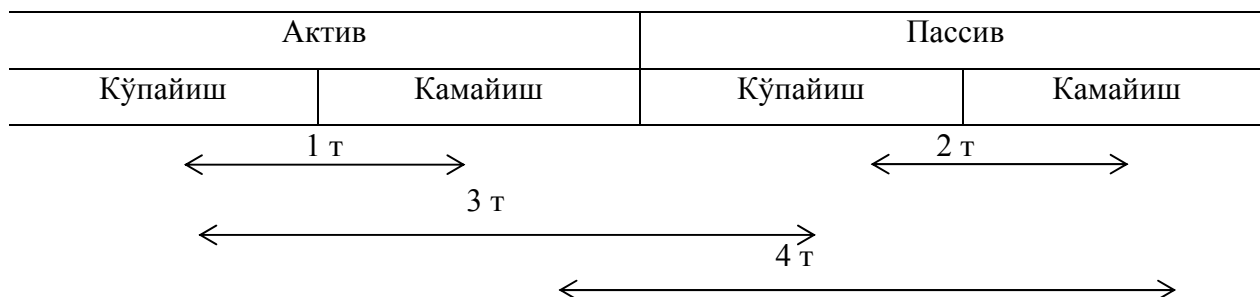 Актив Пассив
Кўпайиш Камайиш Кўпайиш Камайиш
1 т 2 т
3 т
4 т